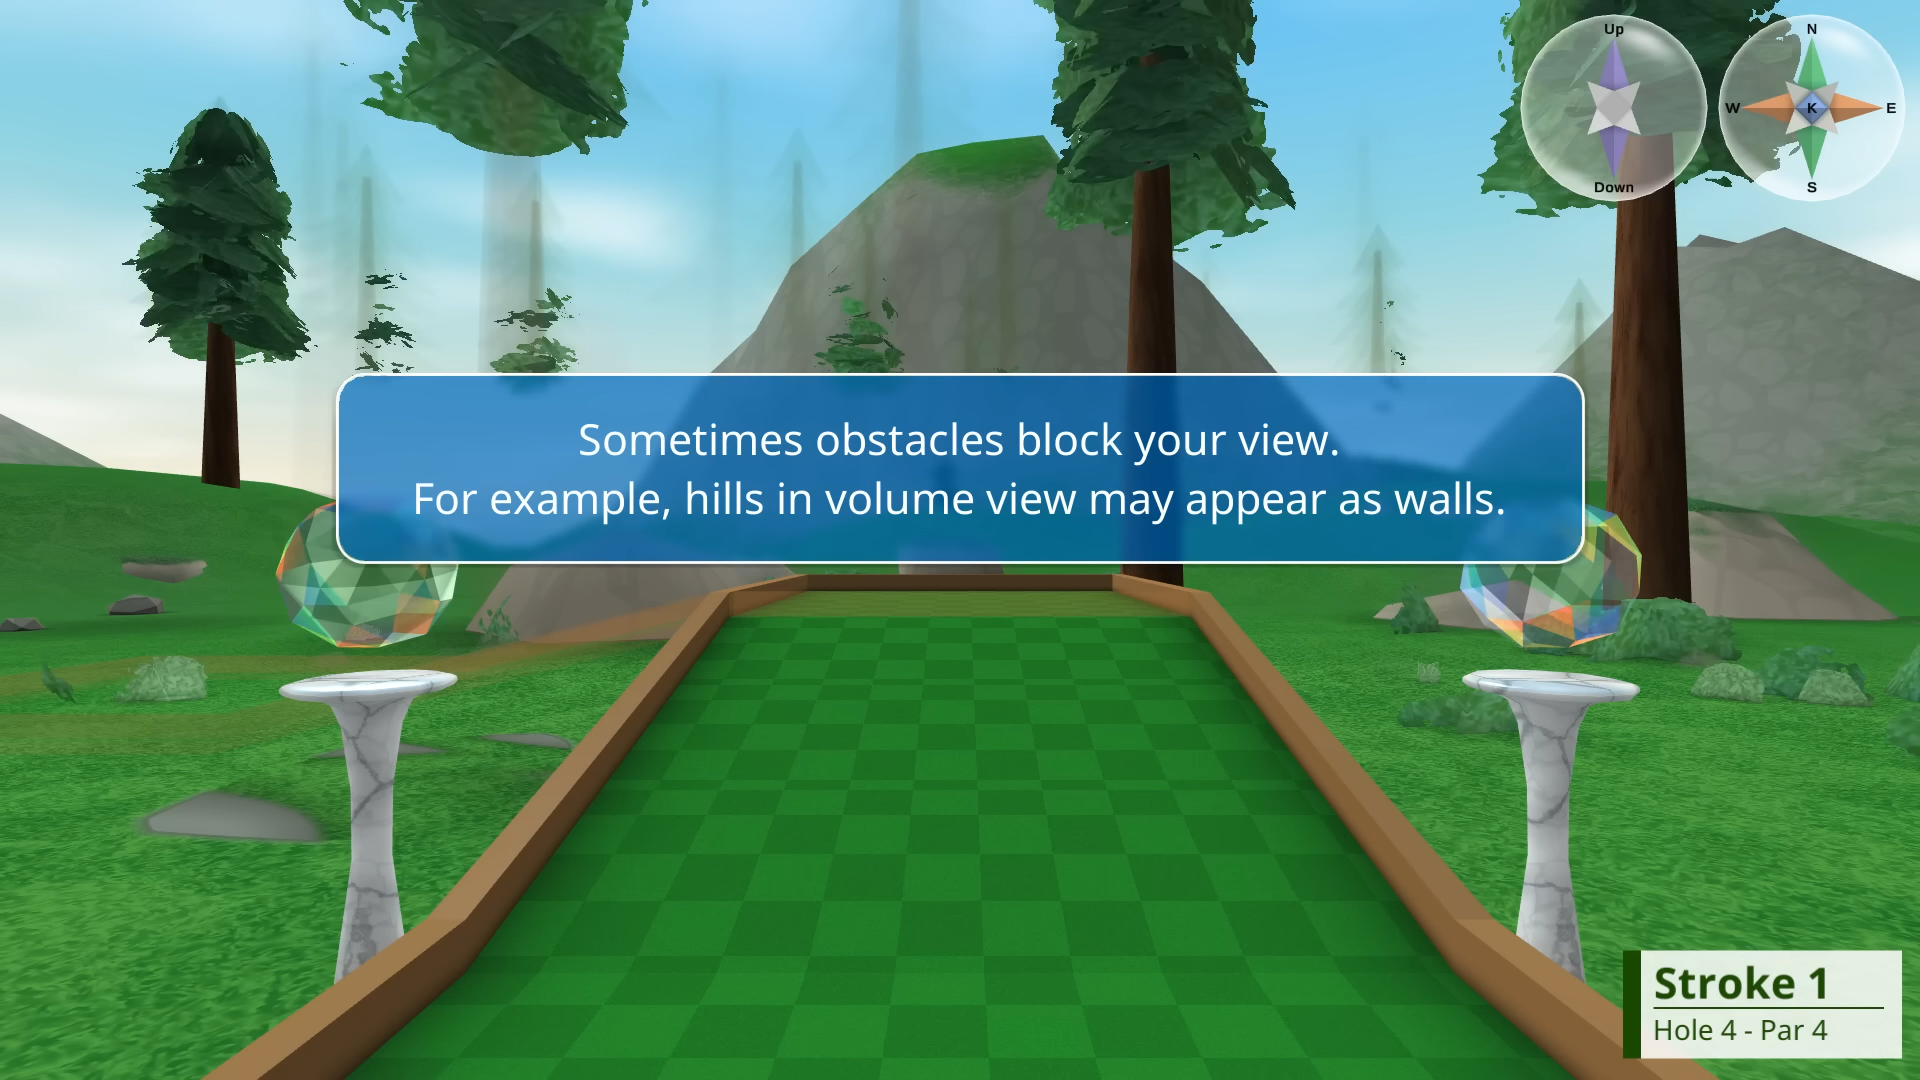 Up
N
W
K
E
Down
S
Sometimes obstacles block your view.
For example, hills in volume view may appear as walls.
Stroke 1
Hole 4 - Par 4